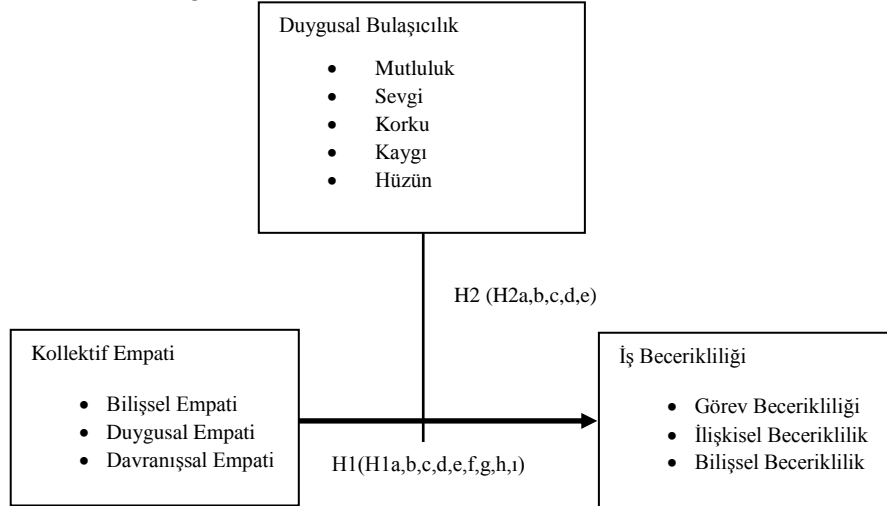 Duygusal Bulaşıcılık
• Mutluluk
• Sevgi
• Korku
• Kaygı
• Hüzün
H2 (H2a,b,c,d,e)
Kollektif Empati
• Bilişsel Empati
• Duygusal Empati
• Davranışsal Empati
H1(H1a,b,c,d,e,f,g,h,ı)
İş Becerikliliği
• Görev Becerikliliği
• İlişkisel Beceriklilik
• Bilişsel Beceriklilik